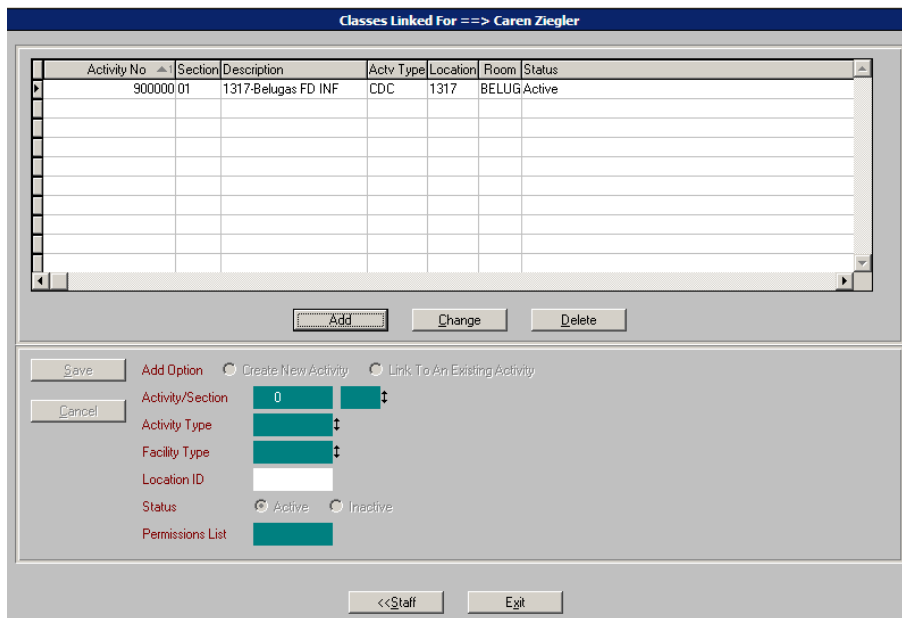 Classes Linked For ==> Caren Ziegler
Activity No 1 Section Description Actv Type Location Room Status
900000 01 1317-Belugas FD INF CDC 1317 BELUG Active
Add Change Delete
Save Add Option Create New Activity Link To An Existing Activity
Activity/Section 0
Cancel
Activity Type
Facility Type
Location ID
Status Active Inactive
Permissions List
<<Staff Exit